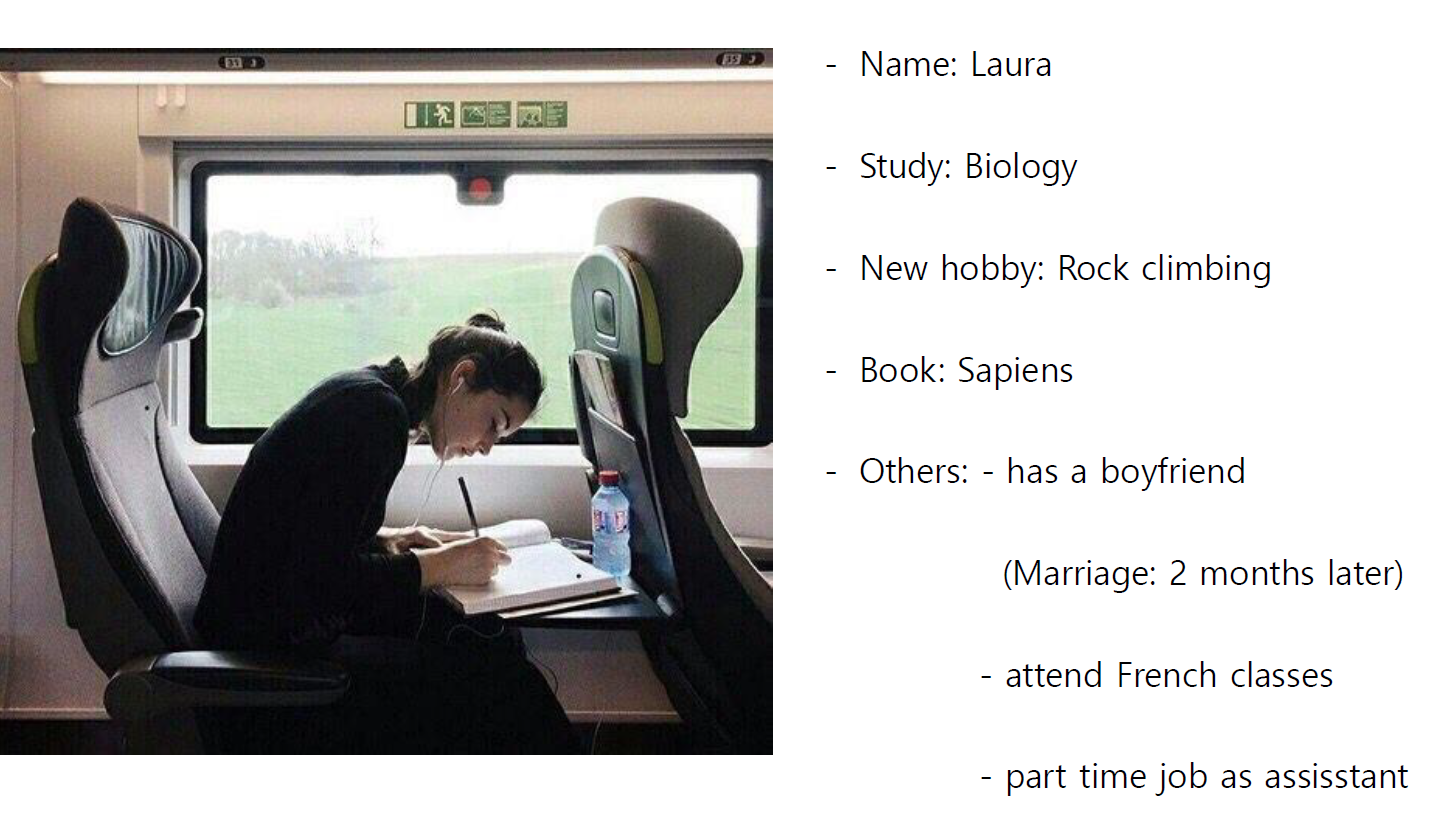 - Name: Laura
- Study: Biology
- New hobby: Rock climbing
- Book: Sapiens
- Others: - has a boyfriend
(Marriage: 2 months later)
- attend French classes
- part time job as assisstant